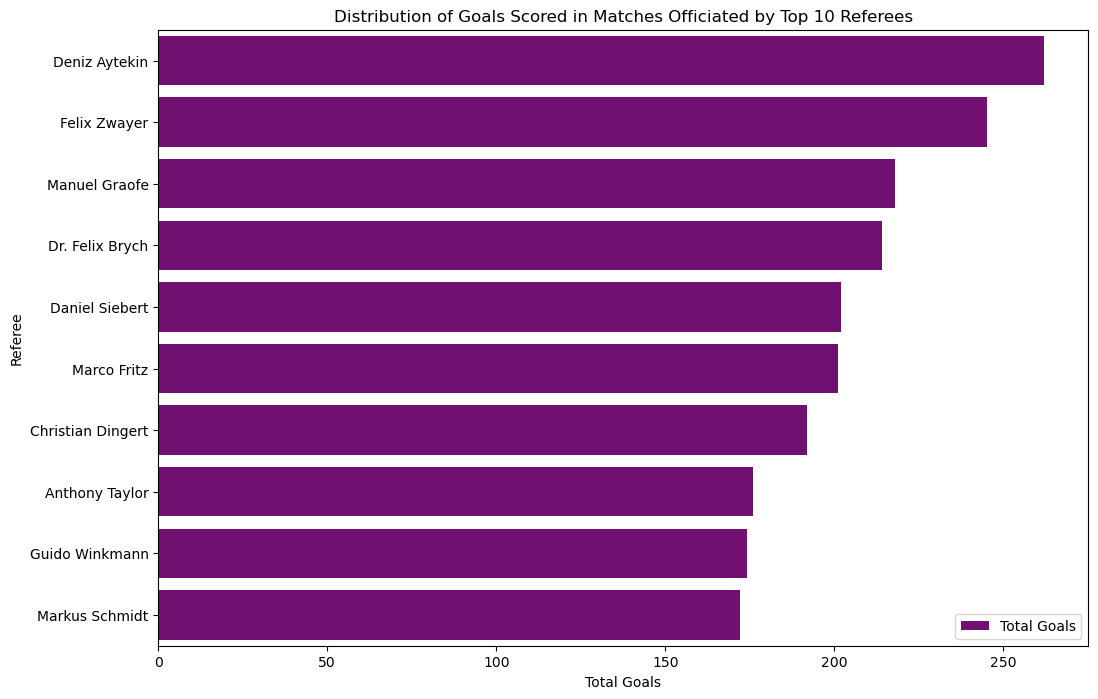 Distribution of Goals Scored in Matches Officiated by Top 10 Referees
Referee
Deniz Aytekin
Felix Zwayer
Manuel Graofe
Dr. Felix Brych
Daniel Siebert
Marco Fritz
Christian Dingert
Anthony Taylor
Guido Winkmann
Markus Schmidt
Total Goals
0 50 100 150 200 250
Total Goals